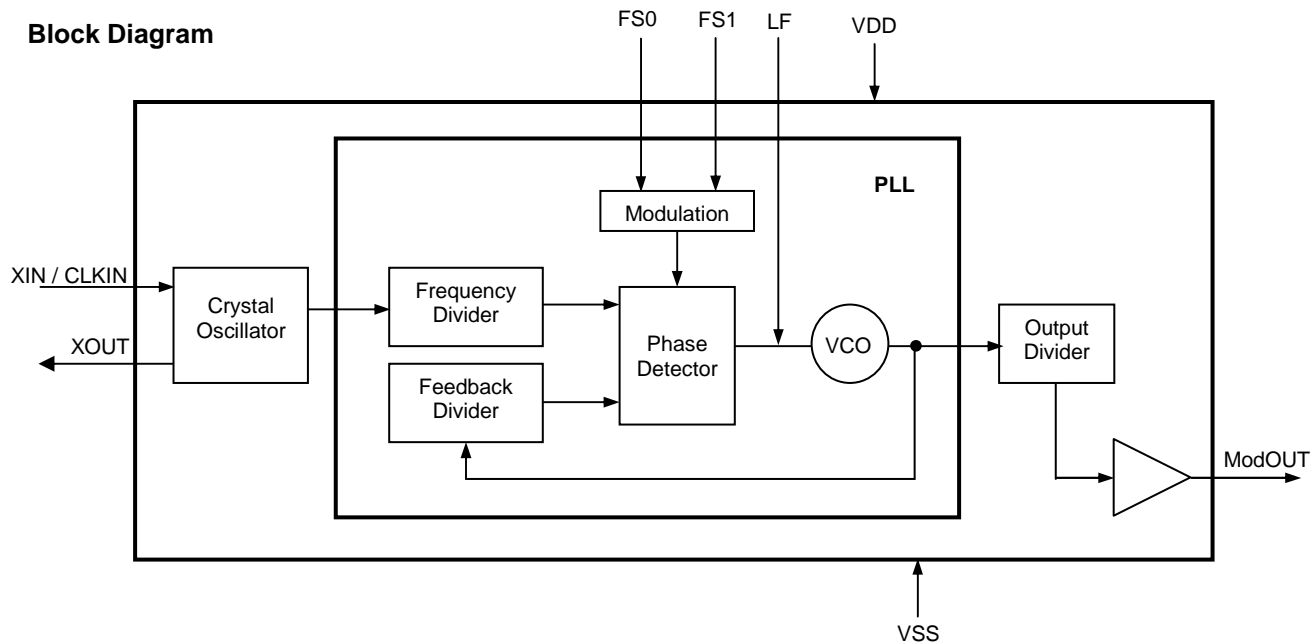 Block Diagram
FS0
FS1
LF
VDD
PLL
Modulation
XIN / CLKIN
XOUT
Crystal
Oscillator
Frequency
Divider
Feedback
Divider
Phase
Detector
VCO
Output
Divider
ModOUT
VSS